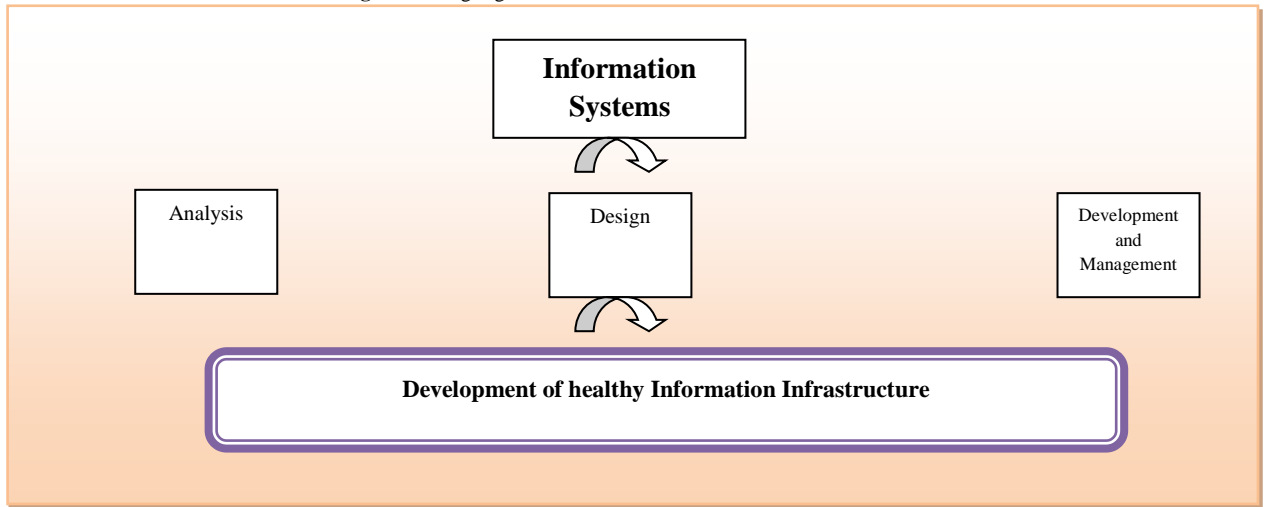 Information
Systems
Analysis
Design
Development
and
Management
Development of healthy Information Infrastructure